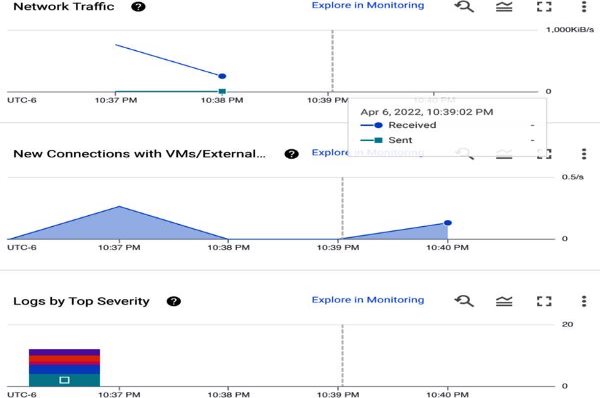 Network Traffic ? Explore in Monitoring
1,000KiB/s
0
UTC-6 10:37 PM 10:38 PM 10:39 PM 10:40 PM
Apr 6, 2022, 10:39:02 PM
Received -
Sent -
New Connections with VMs/External... ? Explore in Monitoring
0.5/s
0
UTC-6 10:37 PM 10:38 PM 10:39 PM 10:40 PM
Logs by Top Severity ? Explore in Monitoring
20
0
UTC-6 10:37 PM 10:38 PM 10:39 PM 10:40 PM